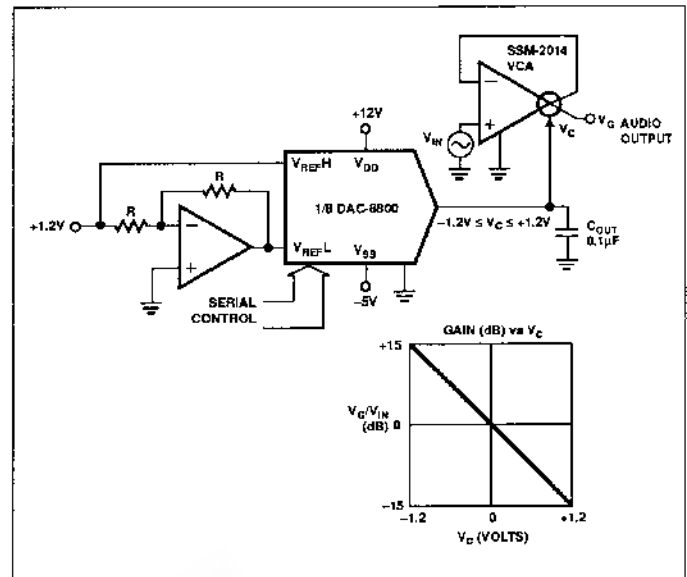 SSM-2014
VCA
+12V
VIN
VC
VG AUDIO
OUTPUT
VREFH VDD
R
R
1/8 DAC-8800
+1.2V
−
+
−
+
−1.2V ≤ VC ≤ +1.2V
COUT
0.1µF
VREFL VSS
SERIAL
CONTROL
−5V
GAIN (dB) vs VC
+15
VG/VIN
(dB) 0
−15
−1.2 0 +1.2
VC (VOLTS)